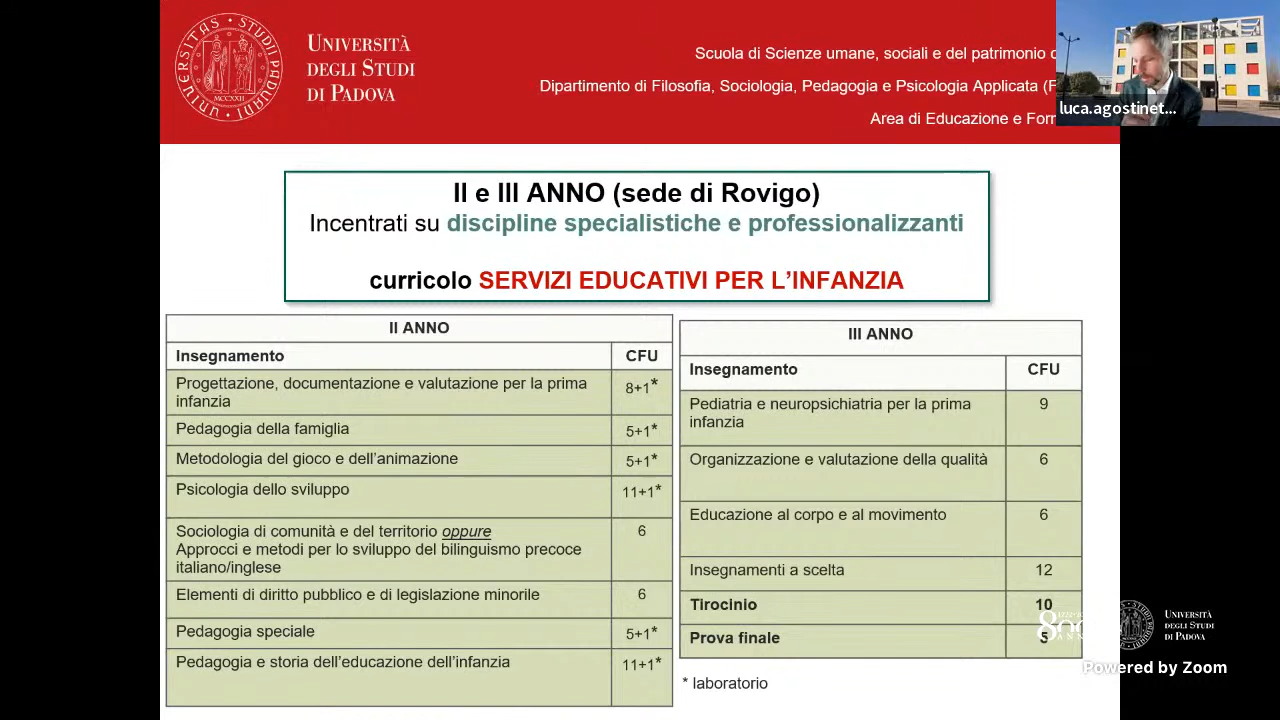 UNIVERSITÀ
DEGLI STUDI
DI PADOVA
UNIVERSITAS STUDII PADUANI
MCCXXII
Scuola di Scienze umane, sociali e del patrimonio
Dipartimento di Filosofia, Sociologia, Pedagogia e Psicologia Applicata
Area di Educazione e
luca.agostinet...
II e III ANNO (sede di Rovigo)
Incentrati su discipline specialistiche e professionalizzanti
curricolo SERVIZI EDUCATIVI PER L’INFANZIA
II ANNO
Insegnamento CFU
Progettazione, documentazione e valutazione per la prima
infanzia 8+1*
Pedagogia della famiglia 5+1*
Metodologia del gioco e dell’animazione 5+1*
Psicologia dello sviluppo 11+1*
Sociologia di comunità e del territorio oppure 6
Approcci e metodi per lo sviluppo del bilinguismo precoce
italiano/inglese
Elementi di diritto pubblico e di legislazione minorile 6
Pedagogia speciale 5+1*
Pedagogia e storia dell’educazione dell’infanzia 11+1*
III ANNO
Insegnamento CFU
Pediatria e neuropsichiatria per la prima 9
infanzia
Organizzazione e valutazione della qualità 6
Educazione al corpo e al movimento 6
Insegnamenti a scelta 12
Tirocinio 10
Prova finale 5
* laboratorio
UNIVERSITÀ
DEGLI STUDI
DI PADOVA
Powered by Zoom